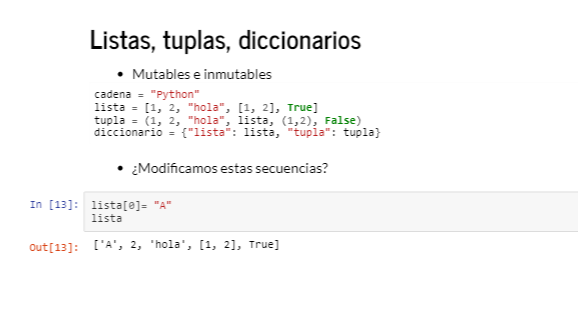 Listas, tuplas, diccionarios
• Mutables e inmutables
cadena = "Python"
lista = [1, 2, "hola", [1, 2], True]
tupla = (1, 2, "hola", lista, (1,2), False)
diccionario = {"lista": lista, "tupla": tupla}
• ¿Modificamos estas secuencias?
In [13]: lista[0]= "A"
lista
Out[13]: ['A', 2, 'hola', [1, 2], True]